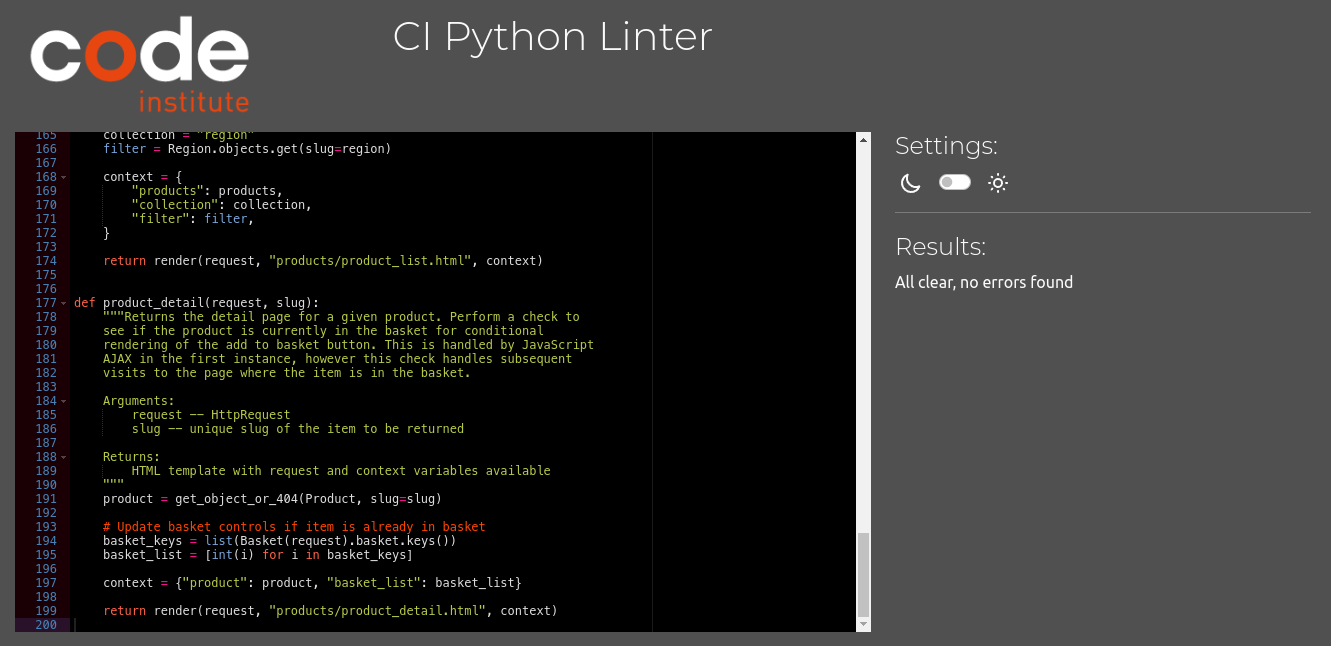 code
institute
CI Python Linter
165 collection = "region"
166 filter = Region.objects.get(slug=region)
167
168 context = {
169 "products": products,
170 "collection": collection,
171 "filter": filter,
172 }
173
174 return render(request, "products/product_list.html", context)
175
176
177 def product_detail(request, slug):
178 """Returns the detail page for a given product. Perform a check to
179 see if the product is currently in the basket for conditional
180 rendering of the add to basket button. This is handled by JavaScript
181 AJAX in the first instance, however this check handles subsequent
182 visits to the page where the item is in the basket.
183
184 Arguments:
185 request -- HttpRequest
186 slug -- unique slug of the item to be returned
187
188 Returns:
189 HTML template with request and context variables available
190 """
191 product = get_object_or_404(Product, slug=slug)
192
193 # Update basket controls if item is already in basket
194 basket_keys = list(Basket(request).basket.keys())
195 basket_list = [int(i) for i in basket_keys]
196
197 context = {"product": product, "basket_list": basket_list}
198
199 return render(request, "products/product_detail.html", context)
200
Settings:
Results:
All clear, no errors found